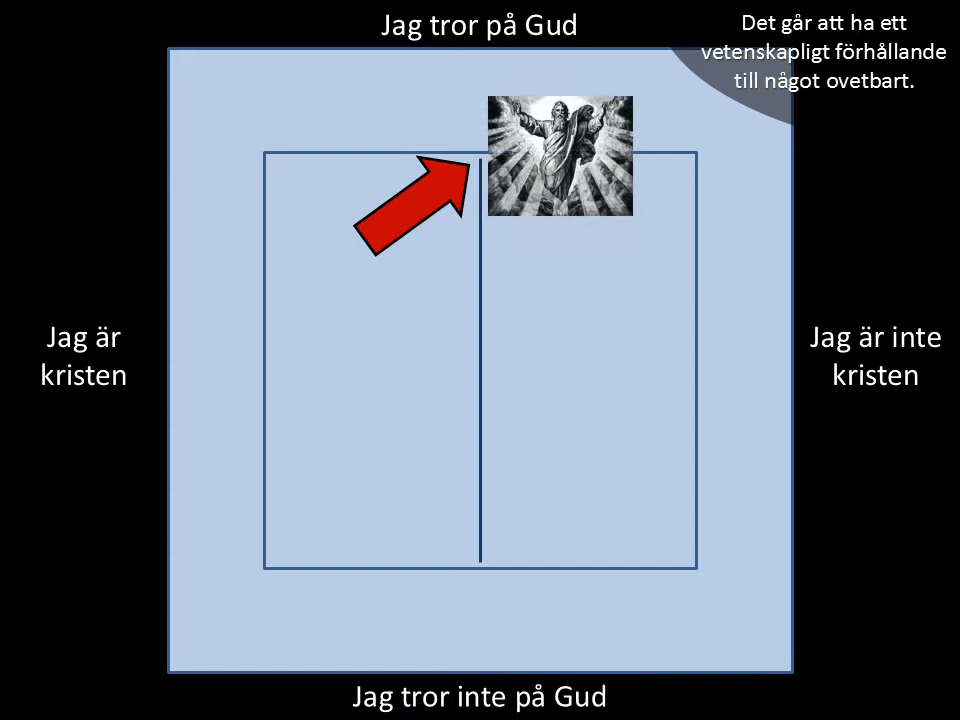 Jag tror på Gud
Det går att ha ett
vetenskapligt förhållande
till något ovetbart.
Jag är
kristen
Jag är inte
kristen
Jag tror inte på Gud